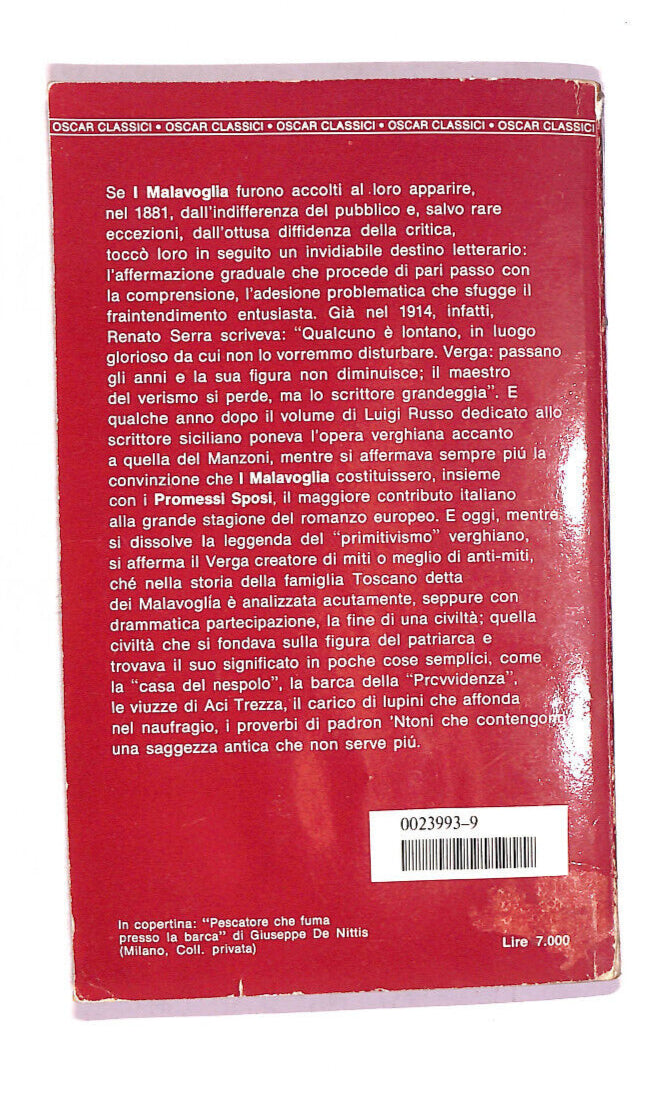 OSCAR CLASSICI • OSCAR CLASSICI • OSCAR CLASSICI • OSCAR CLASSICI • OSCAR CLASSICI
Se I Malavoglia furono accolti al loro apparire,
nel 1881, dall'indifferenza del pubblico e, salvo rare
eccezioni, dall'ottusa diffidenza della critica,
toccò loro in seguito un invidiabile destino letterario:
l'affermazione graduale che procede di pari passo con
la comprensione, l'adesione problematica che sfugge il
fraintendimento entusiasta. Già nel 1914, infatti,
Renato Serra scriveva: "Qualcuno è lontano, in luogo
glorioso da cui non lo vorremmo disturbare. Verga: passano
gli anni e la sua figura non diminuisce; il maestro
del verismo si perde, ma lo scrittore grandeggia". E
qualche anno dopo il volume di Luigi Russo dedicato allo
scrittore siciliano poneva l'opera verghiana accanto
a quella del Manzoni, mentre si affermava sempre piú la
convinzione che I Malavoglia costituissero, insieme
con i Promessi Sposi, il maggiore contributo italiano
alla grande stagione del romanzo europeo. E oggi, mentre
si dissolve la leggenda del "primitivismo" verghiano,
si afferma il Verga creatore di miti o meglio di anti-miti,
ché nella storia della famiglia Toscano detta
dei Malavoglia è analizzata acutamente, seppure con
drammatica partecipazione, la fine di una civiltà; quella
civiltà che si fondava sulla figura del patriarca e
trovava il suo significato in poche cose semplici, come
la "casa del nespolo", la barca della "Prcvvidenza",
le viuzze di Aci Trezza, il carico di lupini che affonda
nel naufragio, i proverbi di padron 'Ntoni che contengono
una saggezza antica che non serve piú.
0023993-9
In copertina: "Pescatore che fuma
presso la barca" di Giuseppe De Nittis
(Milano, Coll. privata)
Lire 7.000